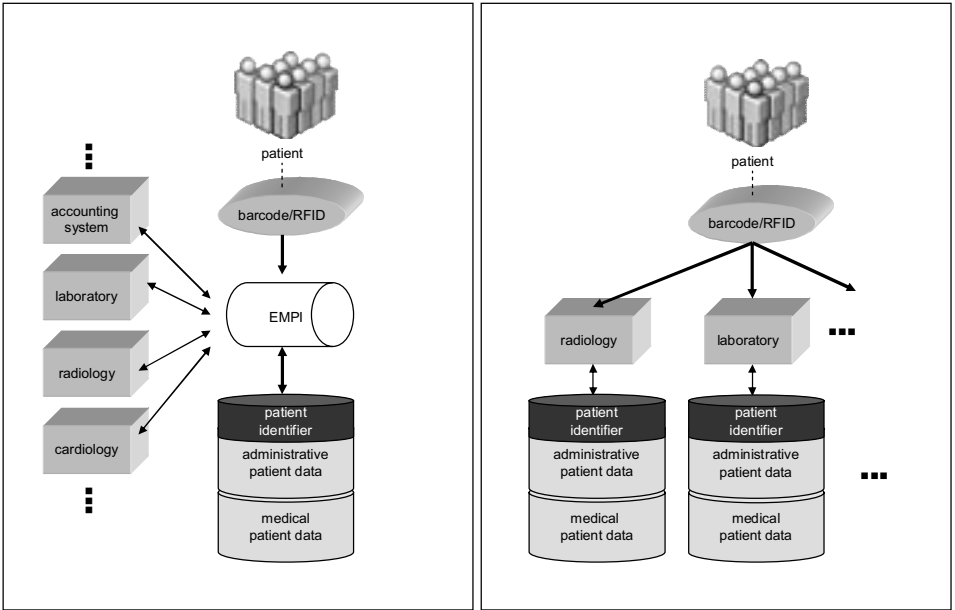 patient
barcode/RFID
accounting
system
laboratory
radiology
cardiology
EMPI
patient
identifier
administrative
patient data
medical
patient data
patient
barcode/RFID
radiology
laboratory
patient
identifier
administrative
patient data
medical
patient data
patient
identifier
administrative
patient data
medical
patient data